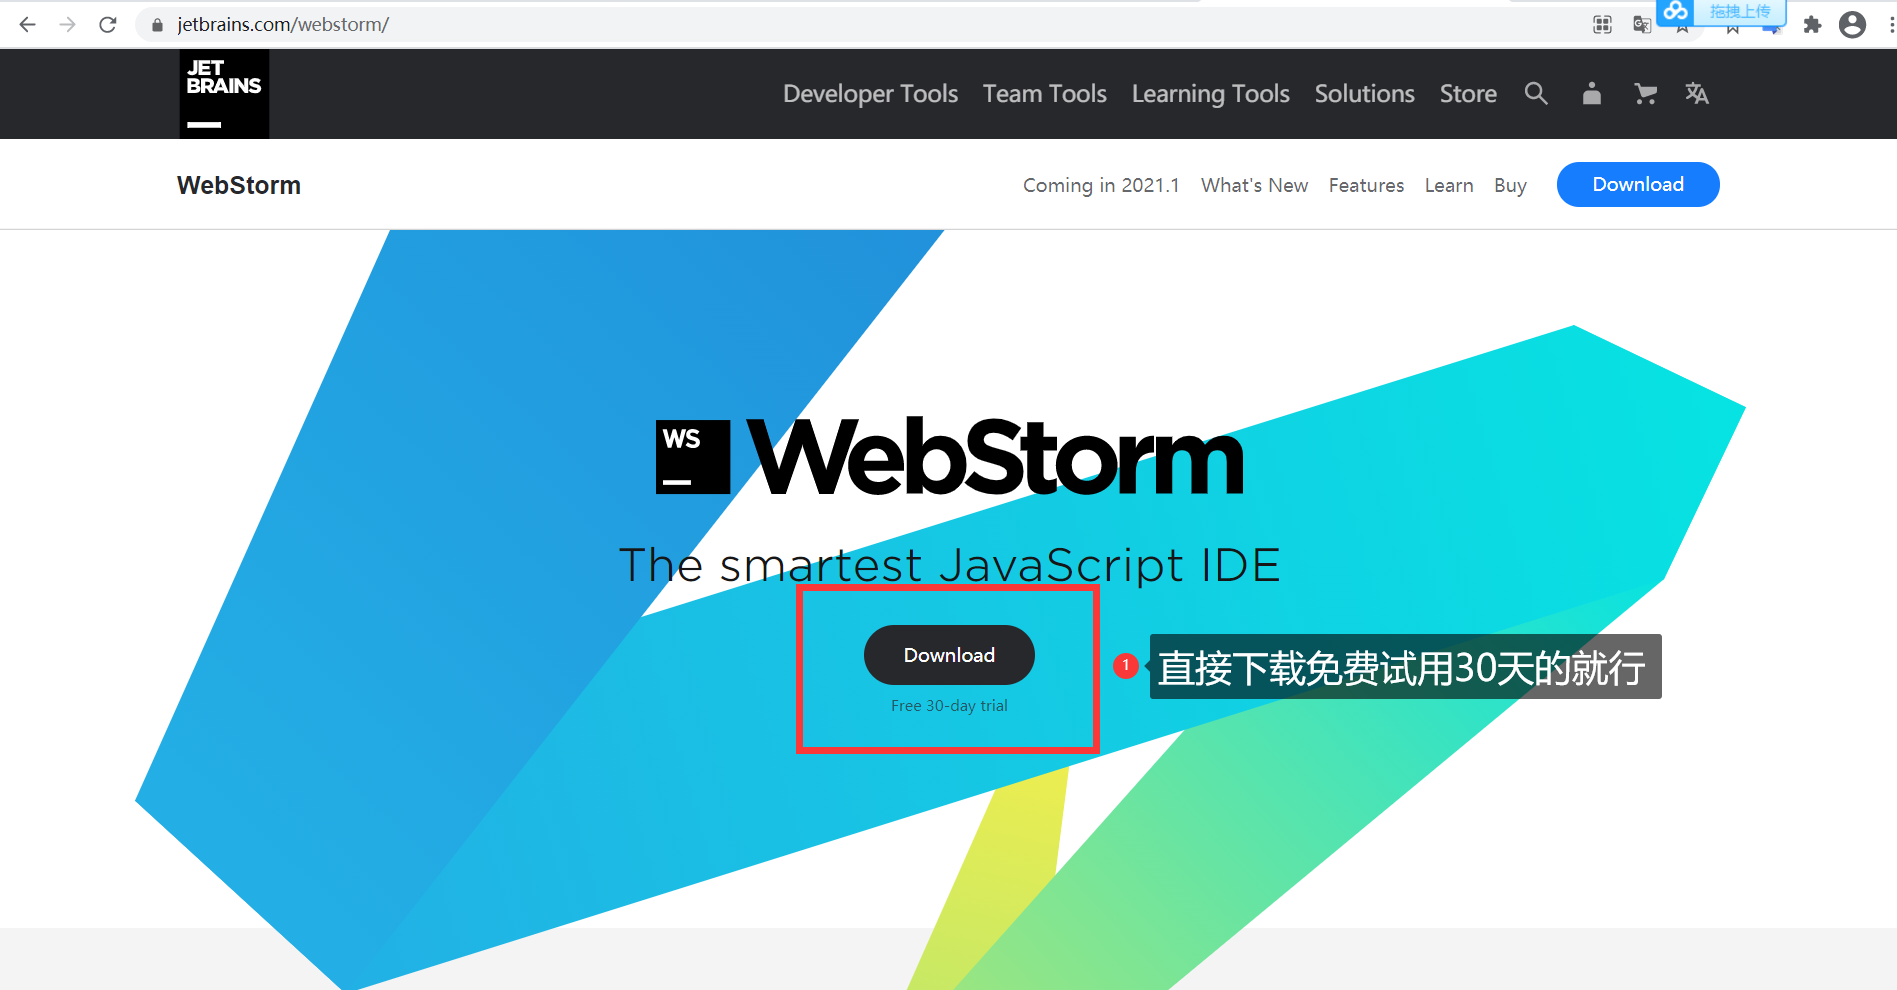 jetbrains.com/webstorm/
拖拽上传
JET
BRAINS
Developer Tools
Team Tools
Learning Tools
Solutions
Store
WebStorm
Coming in 2021.1
What's New
Features
Learn
Buy
Download
WS
WebStorm
The smartest JavaScript IDE
Download
Free 30-day trial
1
直接下载免费试用30天的就行